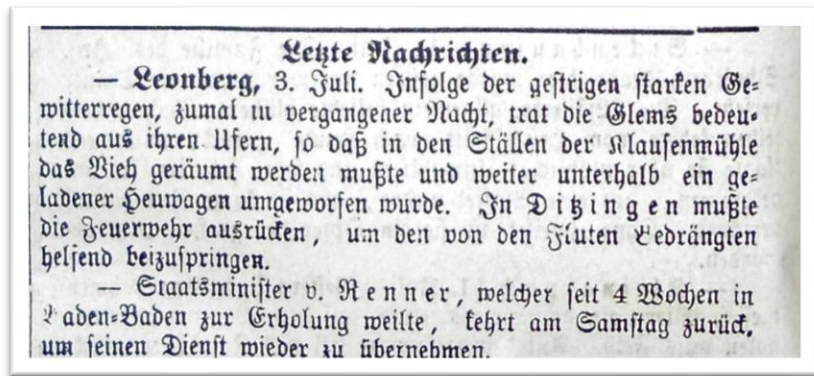 Letzte Nachrichten.
— Leonberg, 3. Juli. Infolge der gestrigen starken Ge-
witterregen, zumal in vergangener Nacht, trat die Glems bedeu-
tend aus ihren Ufern, so daß in den Ställen der Klausenmühle
das Vieh geräumt werden mußte und weiter unterhalb ein ge-
ladener Heuwagen umgeworfen wurde. In Ditzingen mußte
die Feuerwehr ausrücken, um den von den Fluten Bedrängten
helfend beizuspringen.
— Staatsminister v. Renner, welcher seit 4 Wochen in
Baden-Baden zur Erholung weilte, kehrt am Samstag zurück,
um seinen Dienst wieder zu übernehmen.